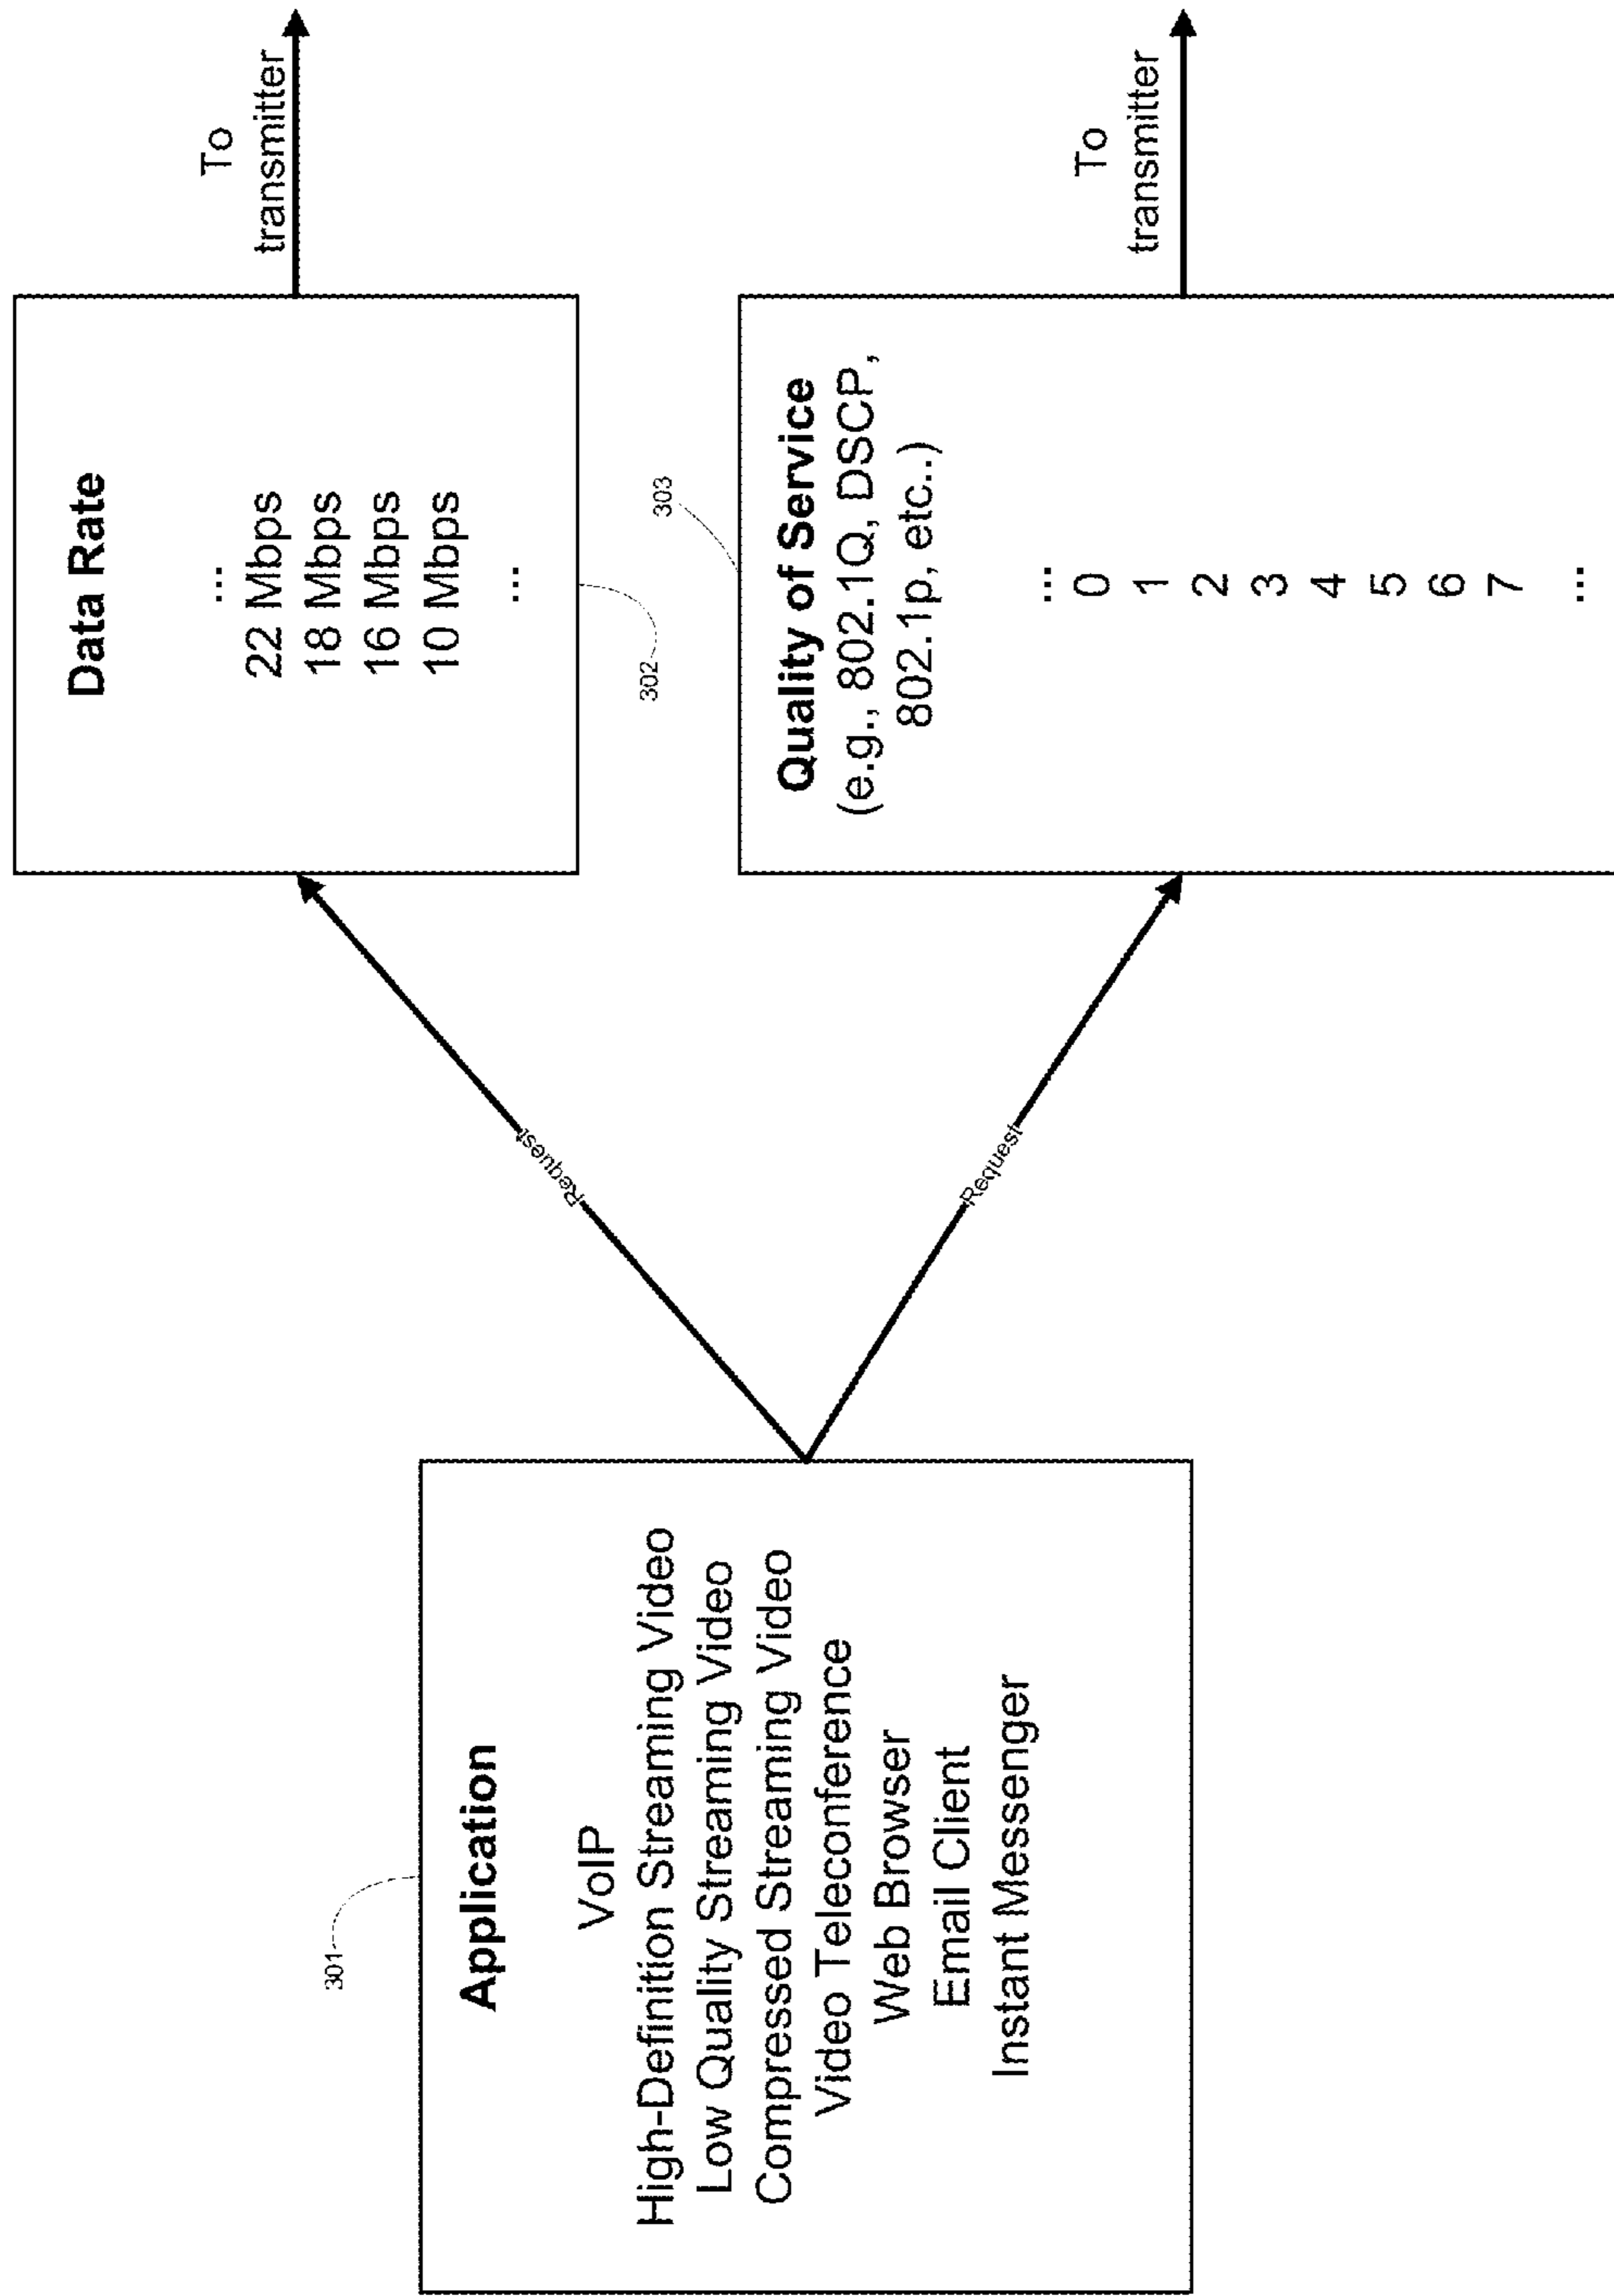 301
Application
VoIP
High-Definition Streaming Video
Low Quality Streaming Video
Compressed Streaming Video
Video Teleconference
Web Browser
Email Client
Instant Messenger
Request
Request
Data Rate
...
22 Mbps
18 Mbps
16 Mbps
10 Mbps
...
302
To
transmitter
303
Quality of Service
(e.g., 802.1Q, DSCP,
802.1p, etc..)
...
0
1
2
3
4
5
6
7
...
To
transmitter